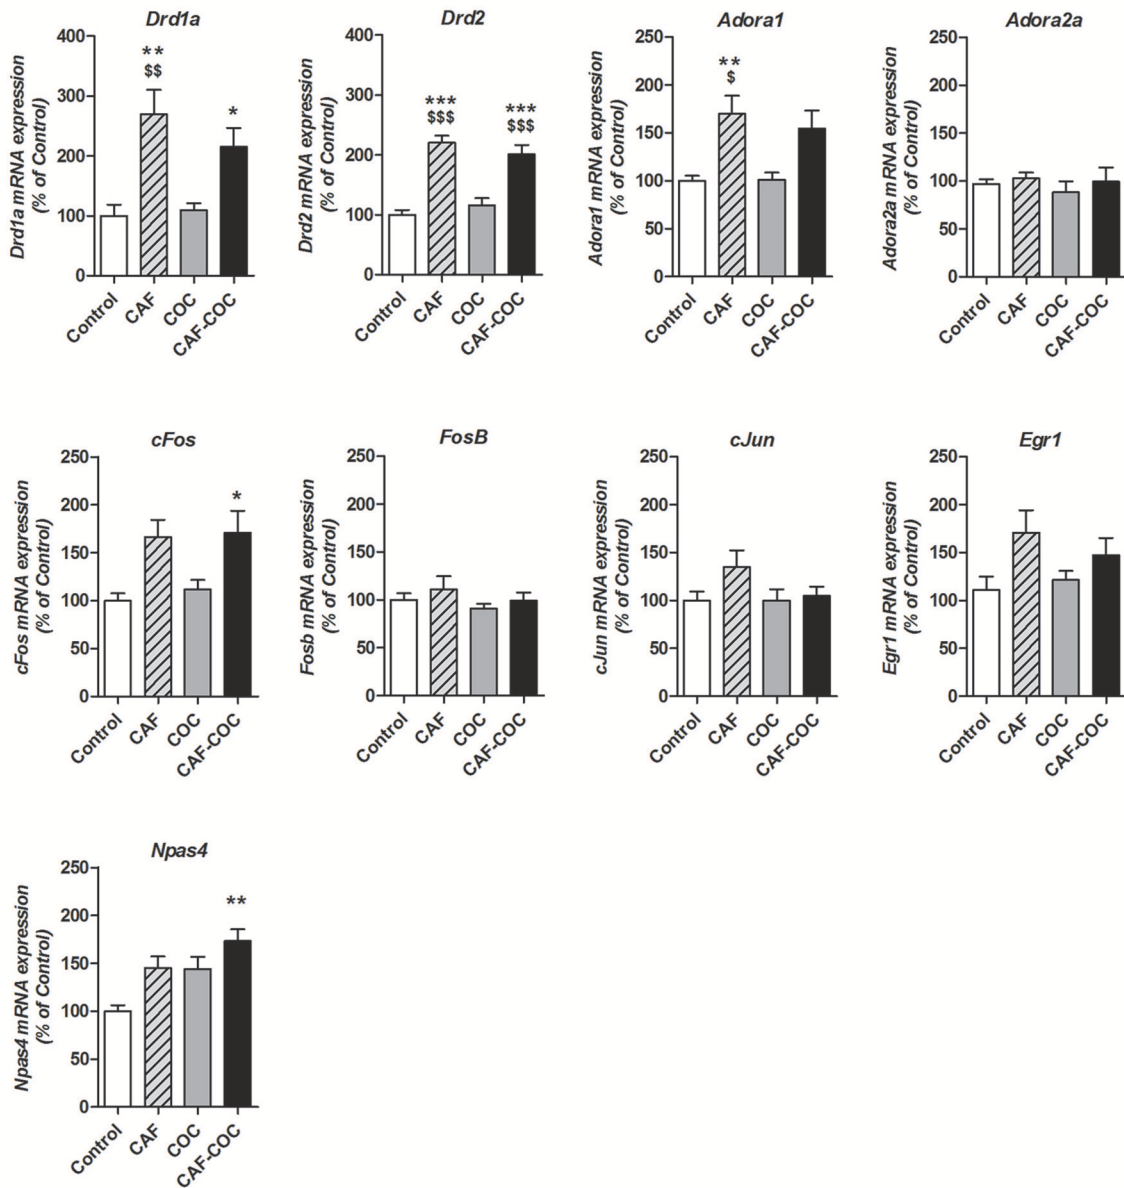 Drd1a
Drd1a mRNA expression
(% of Control)
400
300
200
100
0
**
$$
*
Control
CAF
COC
CAF-COC
Drd2
Drd2 mRNA expression
(% of Control)
400
300
200
100
0
***
$$$
***
$$$
Control
CAF
COC
CAF-COC
Adora1
Adora1 mRNA expression
(% of Control)
250
200
150
100
50
0
**
$
Control
CAF
COC
CAF-COC
Adora2a
Adora2a mRNA expression
(% of Control)
250
200
150
100
50
0
Control
CAF
COC
CAF-COC
cFos
cFos mRNA expression
(% of Control)
250
200
150
100
50
0
*
Control
CAF
COC
CAF-COC
FosB
Fosb mRNA expression
(% of Control)
250
200
150
100
50
0
Control
CAF
COC
CAF-COC
cJun
cJun mRNA expression
(% of Control)
250
200
150
100
50
0
Control
CAF
COC
CAF-COC
Egr1
Egr1 mRNA expression
(% of Control)
250
200
150
100
50
0
Control
CAF
COC
CAF-COC
Npas4
Npas4 mRNA expression
(% of Control)
250
200
150
100
50
0
**
Control
CAF
COC
CAF-COC